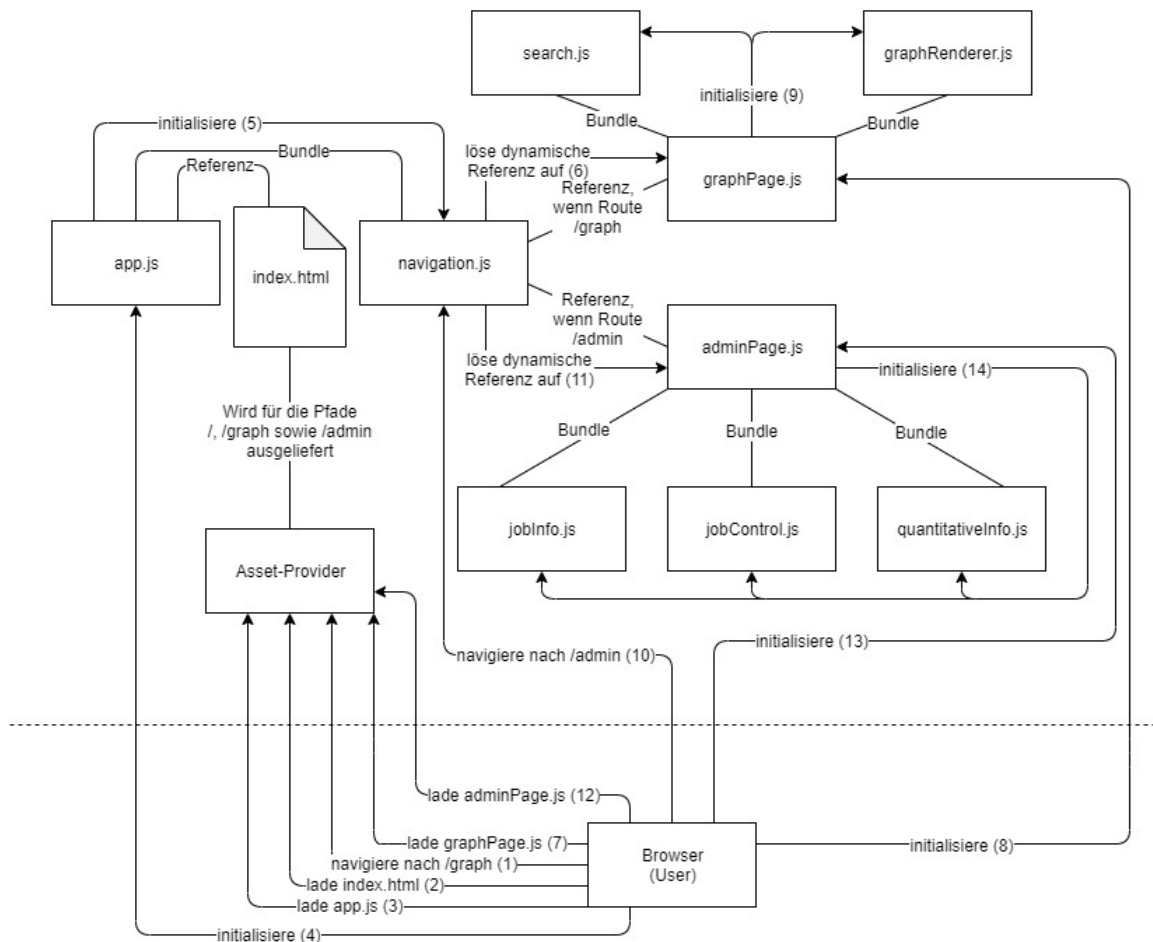 search.js
graphRenderer.js
initialisiere (9)
Bundle
Bundle
initialisiere (5)
Bundle
Referenz
löse dynamische
Referenz auf (6)
graphPage.js
Referenz,
wenn Route
/graph
app.js
index.html
navigation.js
Referenz,
wenn Route
/admin
adminPage.js
löse dynamische
Referenz auf (11)
initialisiere (14)
Wird für die Pfade
/, /graph sowie /admin
ausgeliefert
Bundle
Bundle
Bundle
jobInfo.js
jobControl.js
quantitativeInfo.js
Asset-Provider
navigiere nach /admin (10)
initialisiere (13)
lade adminPage.js (12)
lade graphPage.js (7)
navigiere nach /graph (1)
lade index.html (2)
lade app.js (3)
initialisiere (4)
Browser
(User)
initialisiere (8)